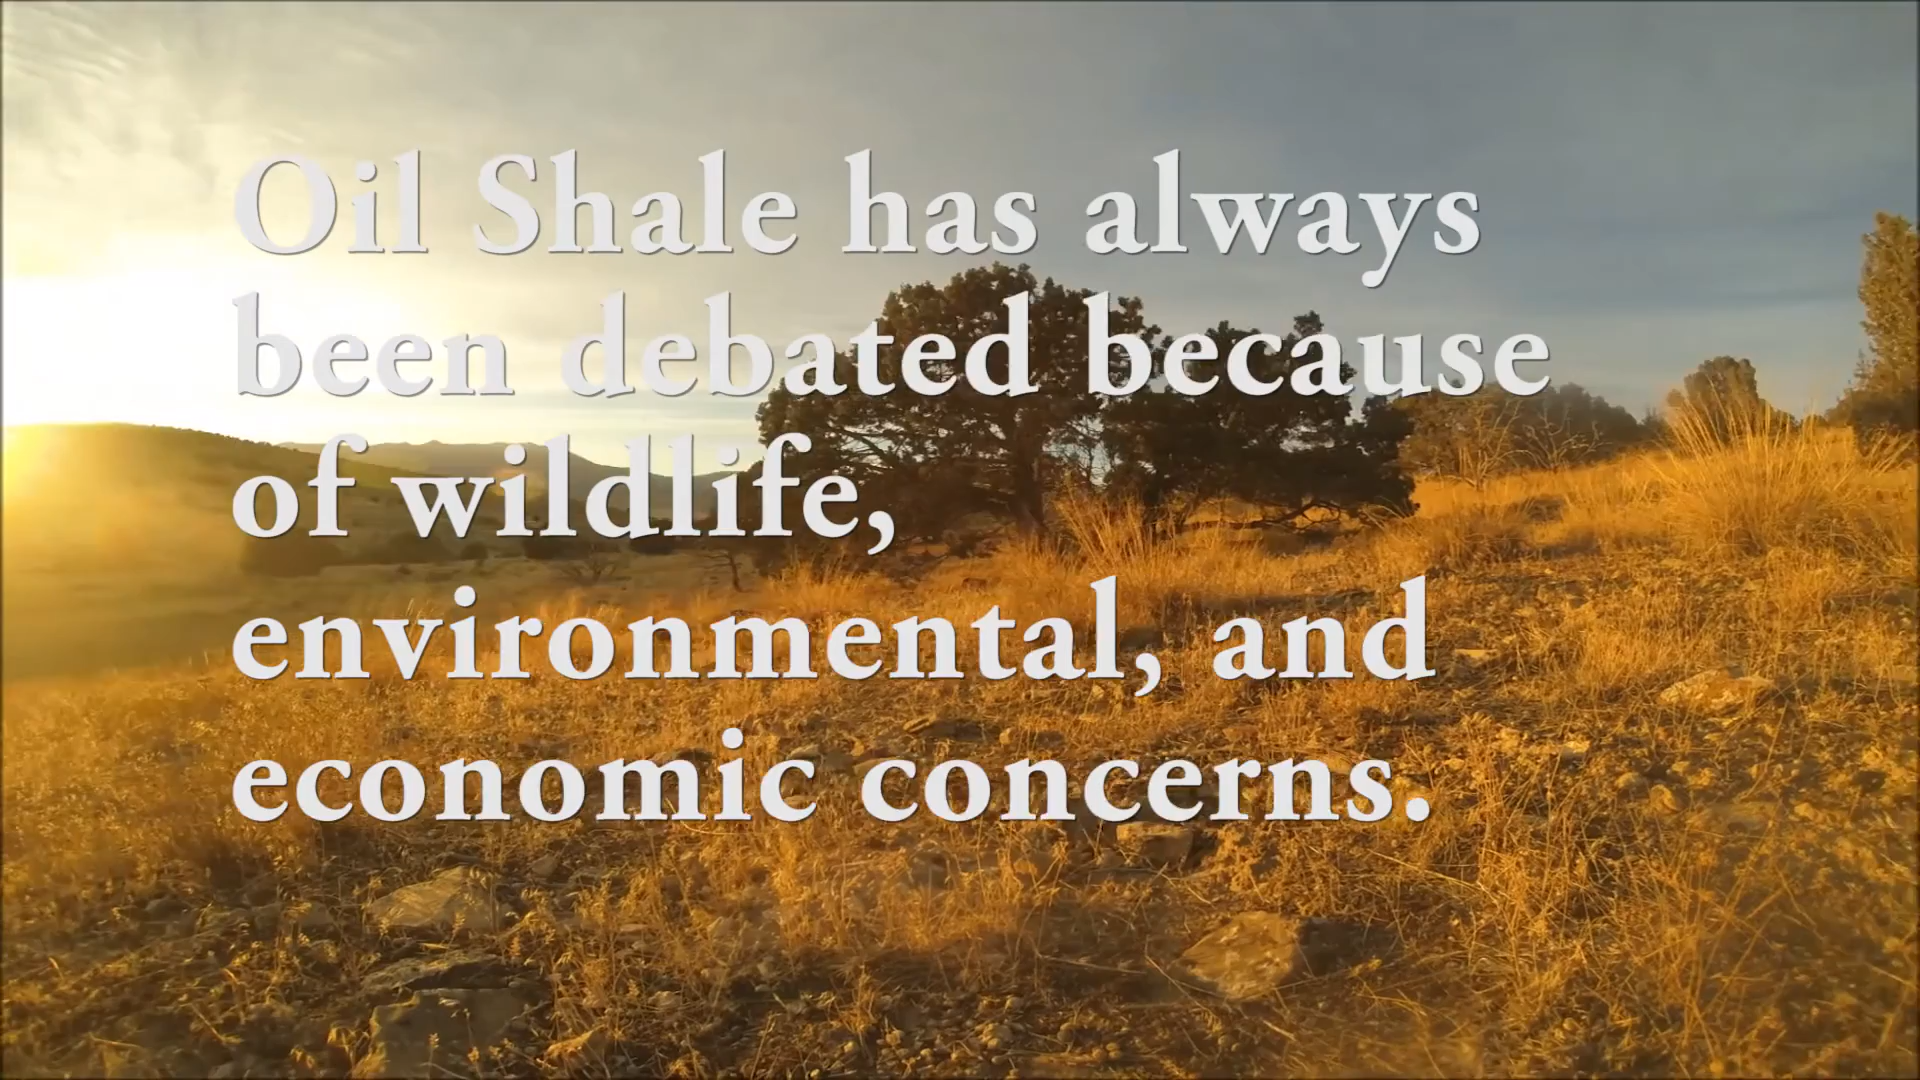 Oil Shale has always
been debated because
of wildlife,
environmental, and
economic concerns.